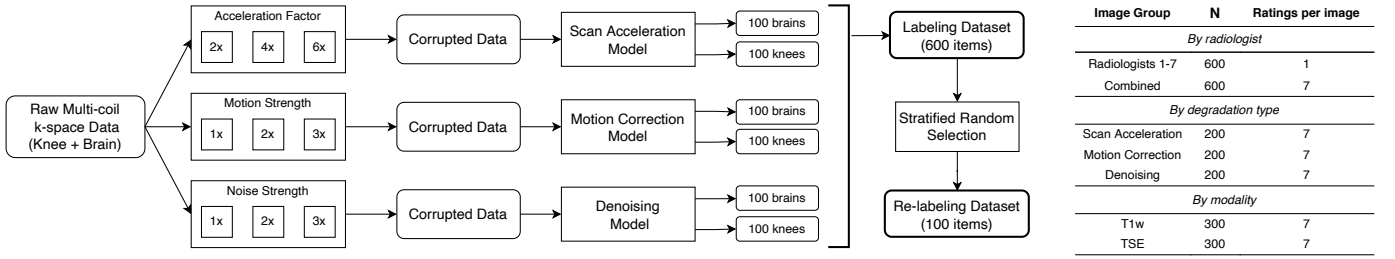 Raw Multi-coil
k-space Data
(Knee + Brain)
Acceleration Factor
2x 4x 6x
Corrupted Data
Scan Acceleration
Model
100 brains
100 knees
Motion Strength
1x 2x 3x
Corrupted Data
Motion Correction
Model
100 brains
100 knees
Noise Strength
1x 2x 3x
Corrupted Data
Denoising
Model
100 brains
100 knees
Labeling Dataset
(600 items)
Stratified Random
Selection
Re-labeling Dataset
(100 items)
Image Group N Ratings per image
By radiologist
Radiologists 1-7 600 1
Combined 600 7
By degradation type
Scan Acceleration 200 7
Motion Correction 200 7
Denoising 200 7
By modality
T1w 300 7
TSE 300 7